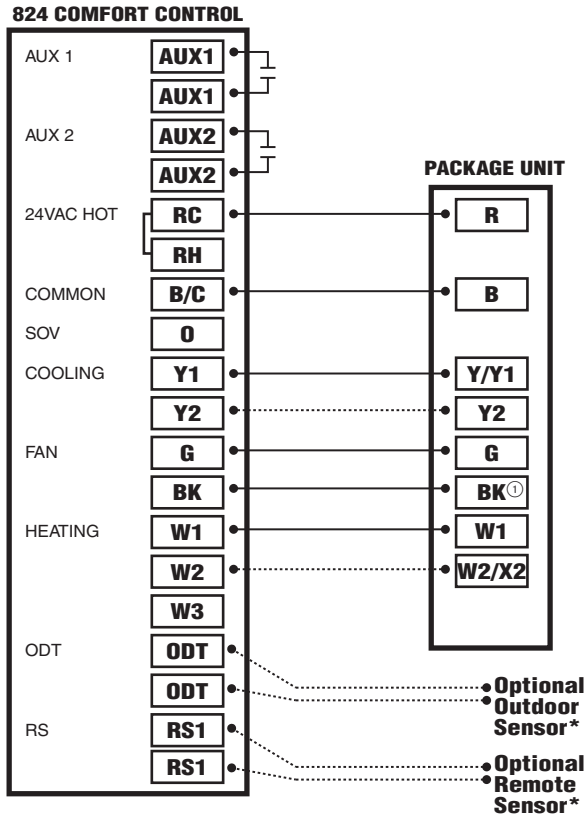 824 COMFORT CONTROL
AUX 1 AUX1
AUX1
AUX 2 AUX2
AUX2
PACKAGE UNIT
24VAC HOT RC R
RH
COMMON B/C B
SOV O
COOLING Y1 Y/Y1
Y2 Y2
FAN G G
BK BK①
HEATING W1 W1
W2 W2/X2
W3
ODT ODT
ODT
Optional
Outdoor
Sensor*
RS RS1
RS1
Optional
Remote
Sensor*